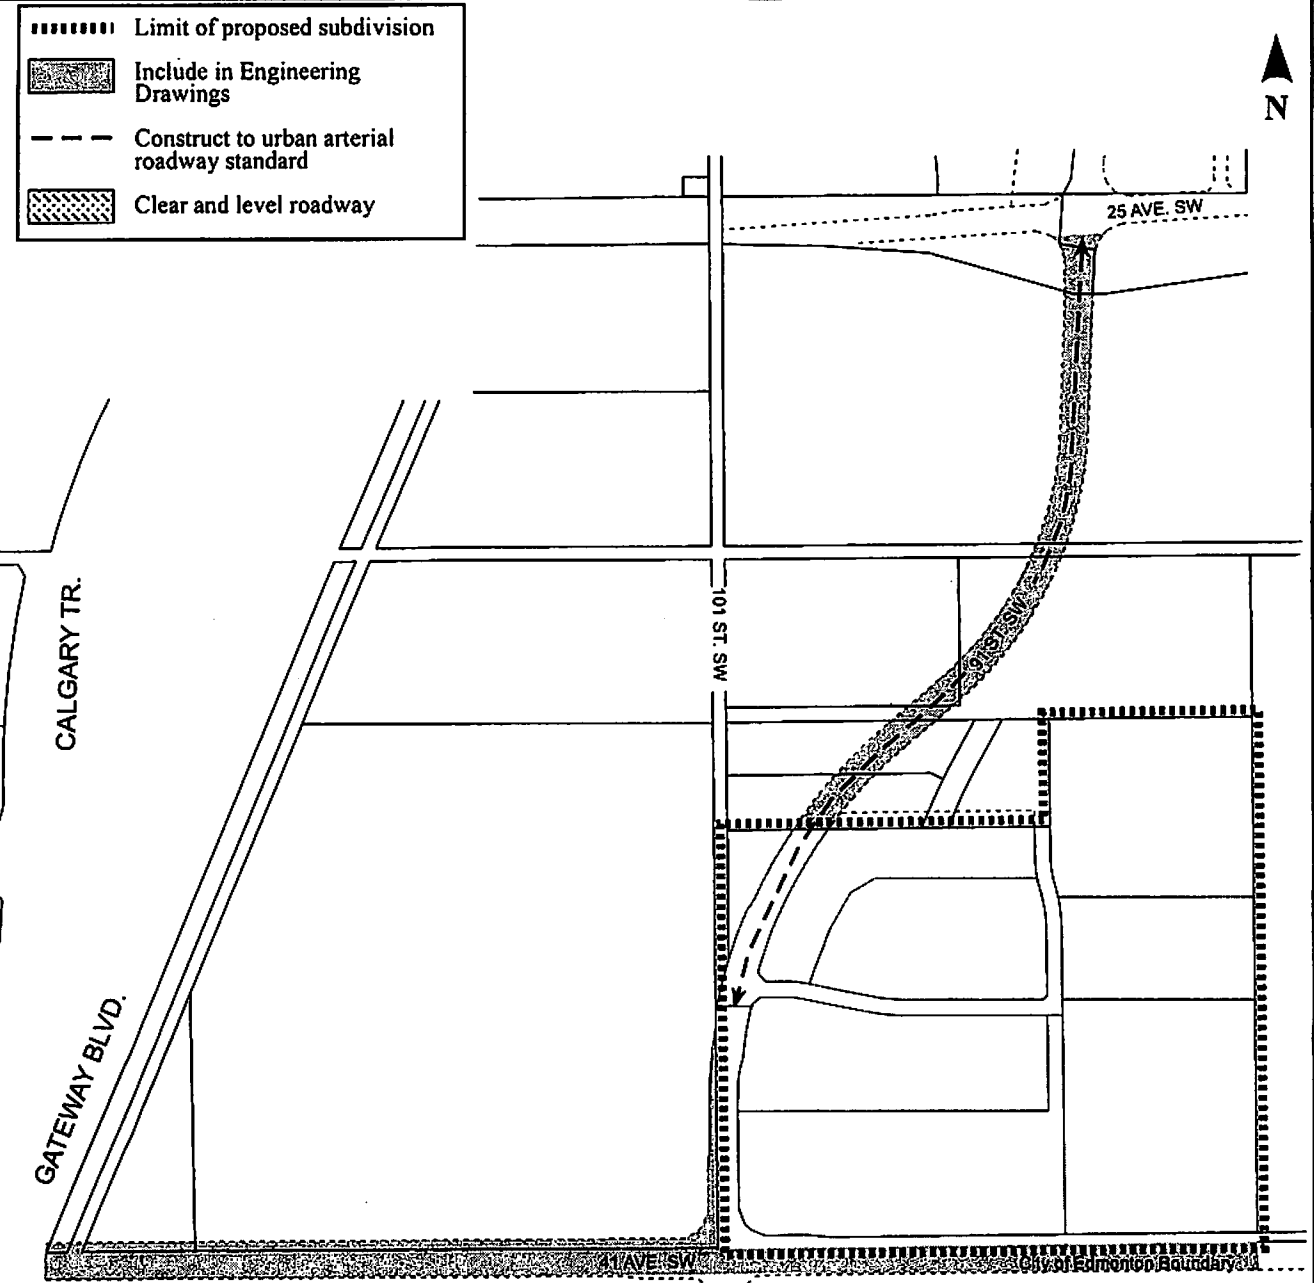 Limit of proposed subdivision
Include in Engineering
Drawings
Construct to urban arterial
roadway standard
Clear and level roadway
N
25 AVE. SW
101 ST. SW
91 ST. SW
CALGARY TR.
GATEWAY BLVD.
41 AVE. SW
City of Edmonton Boundary